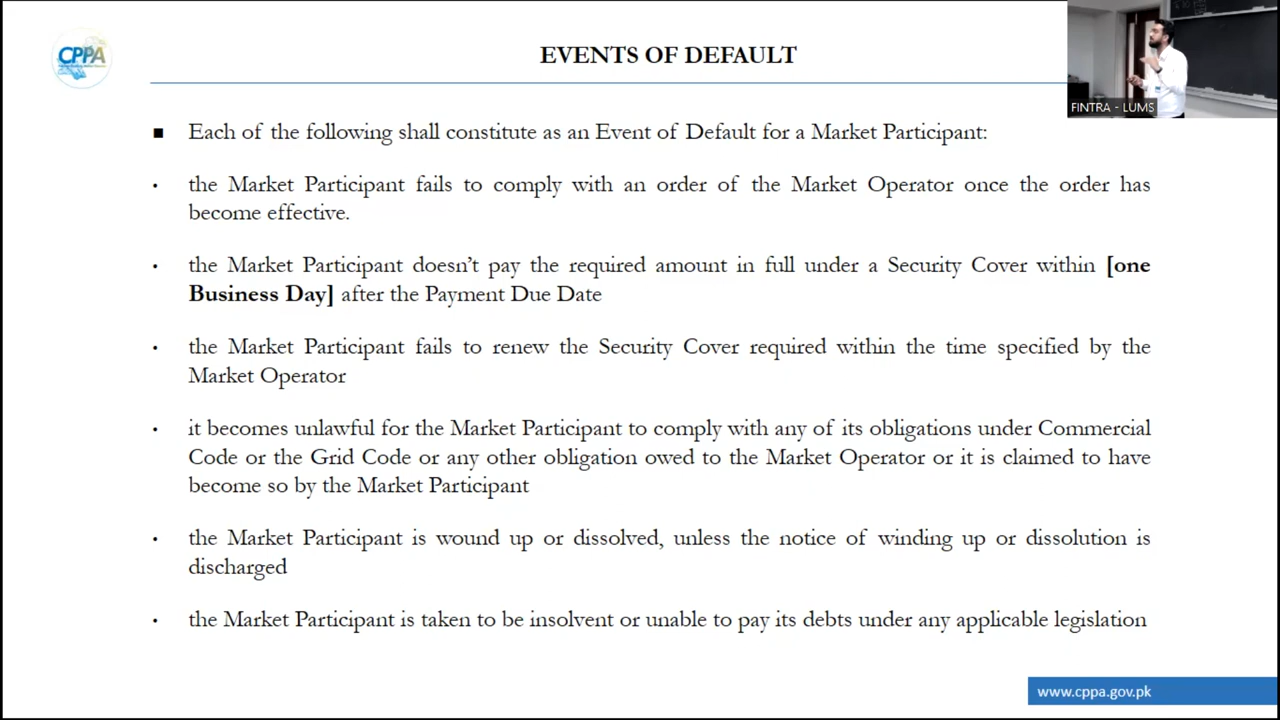 CPPA
EVENTS OF DEFAULT
FINTRA - LUMS
■ Each of the following shall constitute as an Event of Default for a Market Participant:
• the Market Participant fails to comply with an order of the Market Operator once the order has
become effective.
• the Market Participant doesn’t pay the required amount in full under a Security Cover within [one
Business Day] after the Payment Due Date
• the Market Participant fails to renew the Security Cover required within the time specified by the
Market Operator
• it becomes unlawful for the Market Participant to comply with any of its obligations under Commercial
Code or the Grid Code or any other obligation owed to the Market Operator or it is claimed to have
become so by the Market Participant
• the Market Participant is wound up or dissolved, unless the notice of winding up or dissolution is
discharged
• the Market Participant is taken to be insolvent or unable to pay its debts under any applicable legislation
www.cppa.gov.pk